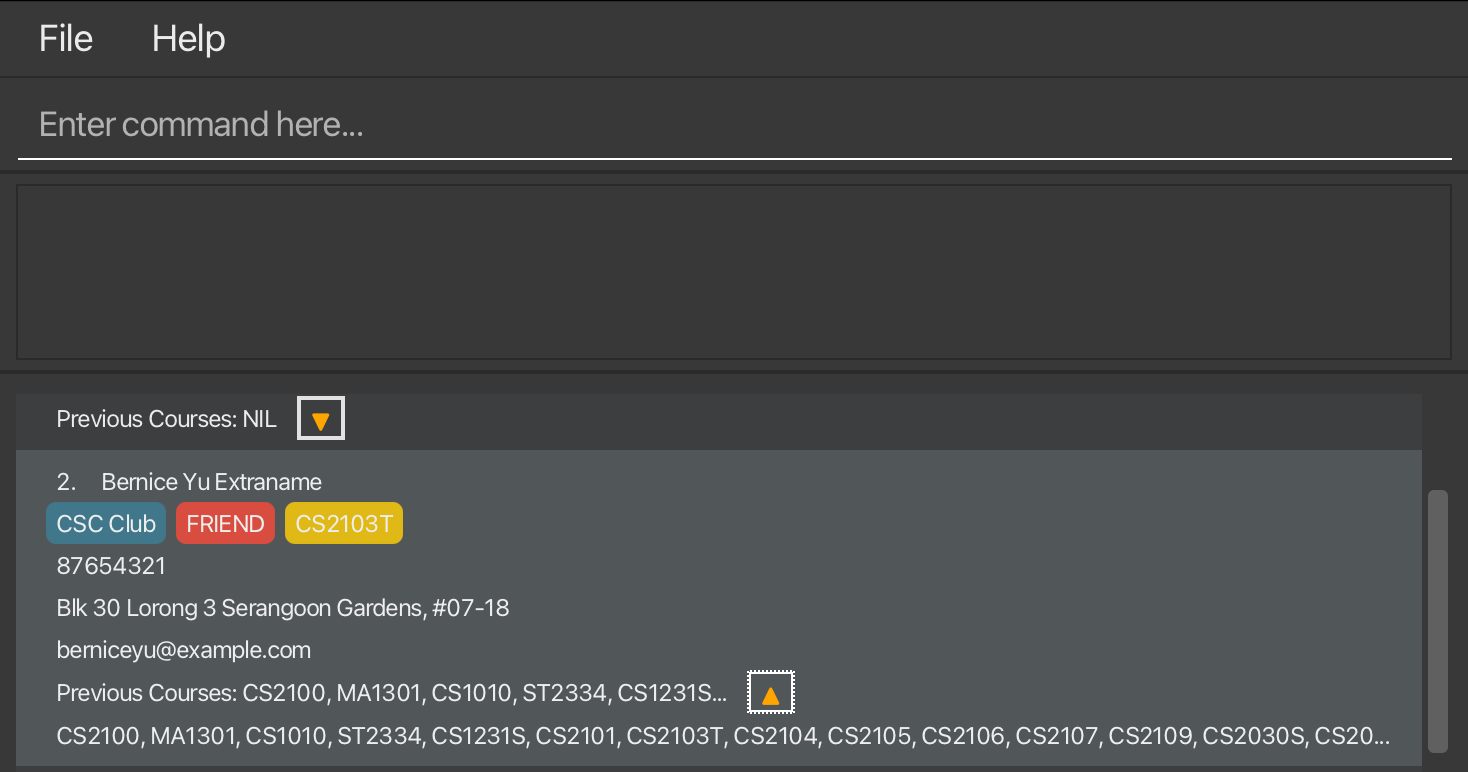 File Help
Enter command here...
Previous Courses: NIL
2. Bernice Yu Extraname
CSC Club FRIEND CS2103T
87654321
Blk 30 Lorong 3 Serangoon Gardens, #07-18
berniceyu@example.com
Previous Courses: CS2100, MA1301, CS1010, ST2334, CS1231S...
CS2100, MA1301, CS1010, ST2334, CS1231S, CS2101, CS2103T, CS2104, CS2105, CS2106, CS2107, CS2109, CS2030S, CS20...